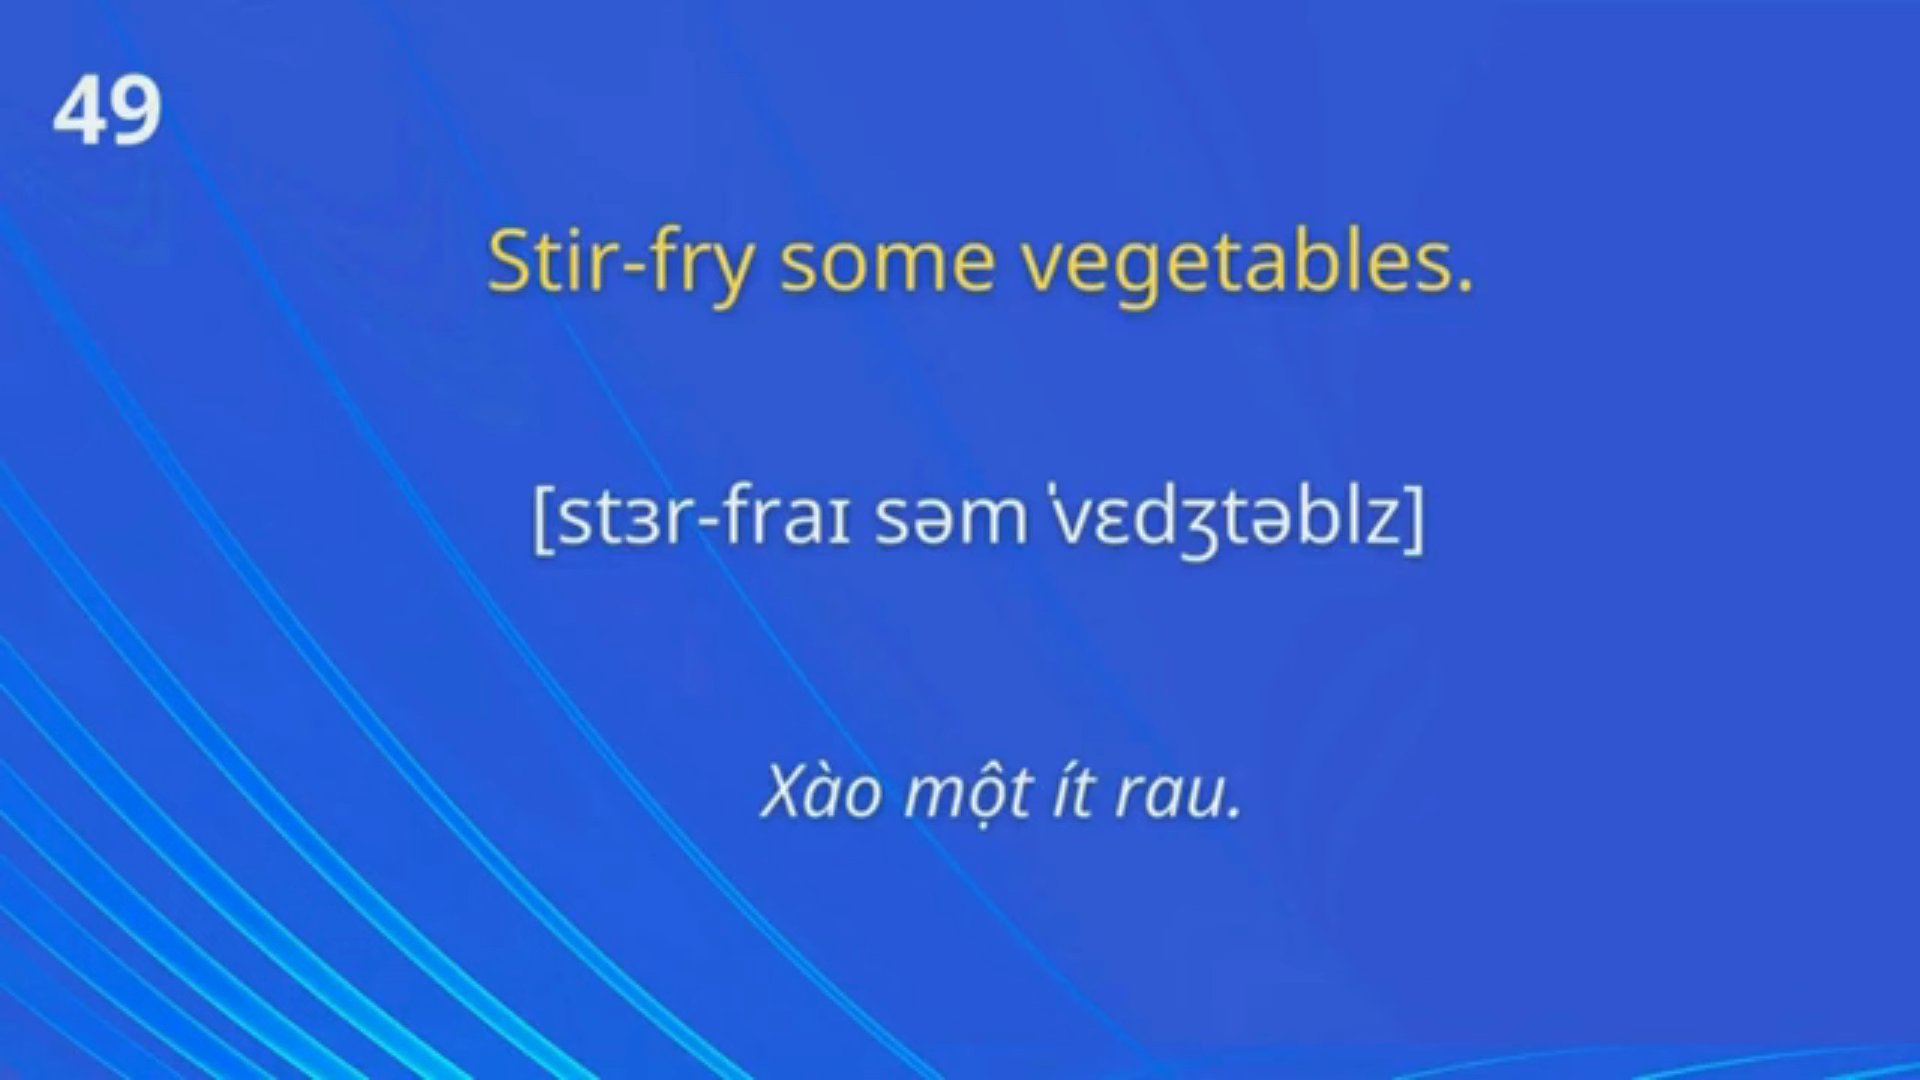 49
Stir-fry some vegetables.
[stɜr-fraɪ səm ˈvɛdʒtəblz]
Xào một ít rau.